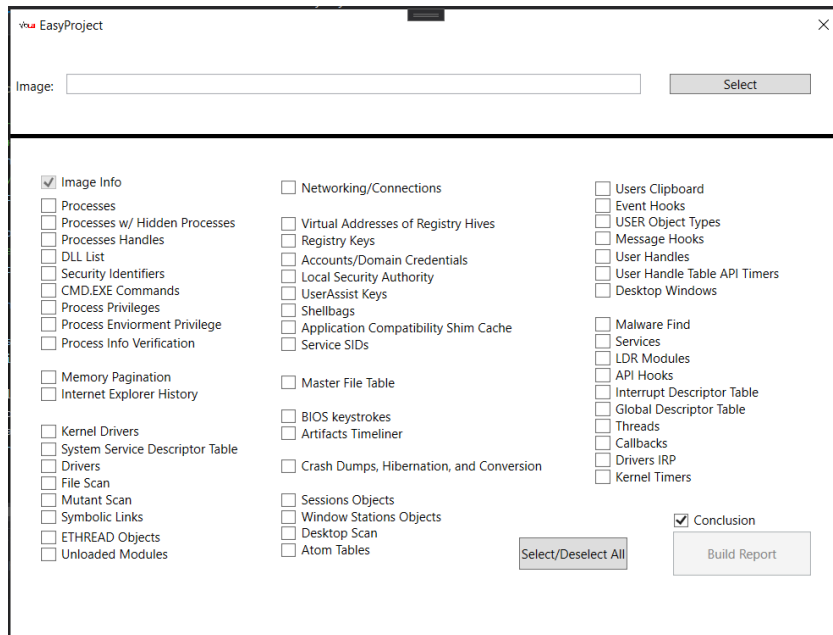 EasyProject
Image:
Select
Image Info
Processes
Processes w/ Hidden Processes
Processes Handles
DLL List
Security Identifiers
CMD.EXE Commands
Process Privileges
Process Enviorment Privilege
Process Info Verification
Memory Pagination
Internet Explorer History
Kernel Drivers
System Service Descriptor Table
Drivers
File Scan
Mutant Scan
Symbolic Links
ETHREAD Objects
Unloaded Modules
Networking/Connections
Virtual Addresses of Registry Hives
Registry Keys
Accounts/Domain Credentials
Local Security Authority
UserAssist Keys
Shellbags
Application Compatibility Shim Cache
Service SIDs
Master File Table
BIOS keystrokes
Artifacts Timeliner
Crash Dumps, Hibernation, and Conversion
Sessions Objects
Window Stations Objects
Desktop Scan
Atom Tables
Users Clipboard
Event Hooks
USER Object Types
Message Hooks
User Handles
User Handle Table API Timers
Desktop Windows
Malware Find
Services
LDR Modules
API Hooks
Interrupt Descriptor Table
Global Descriptor Table
Threads
Callbacks
Drivers IRP
Kernel Timers
Conclusion
Select/Deselect All
Build Report